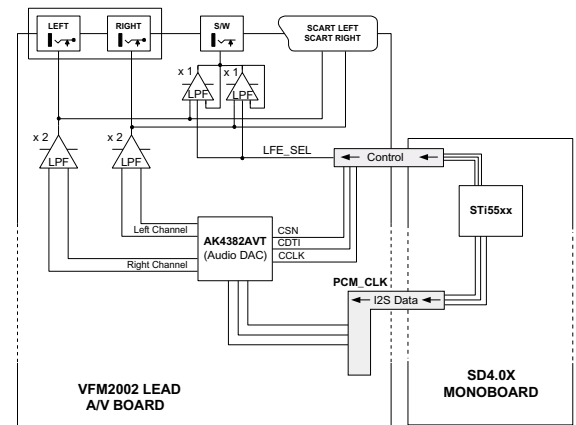 LEFT
RIGHT
S/W
SCART LEFT
SCART RIGHT
x 1
x 1
LPF
LPF
x 2
x 2
LPF
LPF
LFE_SEL
Control
STi55xx
Left Channel
Right Channel
AK4382AVT
(Audio DAC)
CSN
CDTI
CCLK
PCM_CLK
I2S Data
VFM2002 LEAD
A/V BOARD
SD4.0X
MONOBOARD